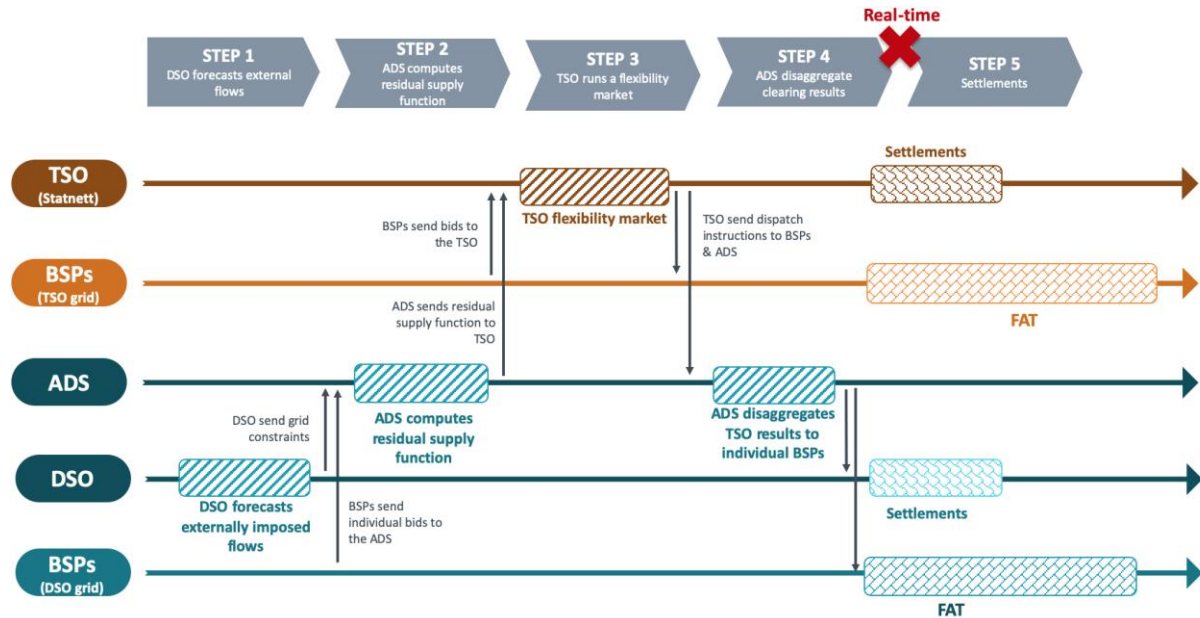 Real-time
STEP 1
DSO forecasts external
flows
STEP 2
ADS computes
residual supply
function
STEP 3
TSO runs a flexibility
market
STEP 4
ADS disaggregate
clearing results
STEP 5
Settlements
TSO
(Statnett)
Settlements
TSO flexibility market
BSPs send bids to
the TSO
TSO send dispatch
instructions to BSPs
& ADS
BSPs
(TSO grid)
FAT
ADS sends residual
supply function to
TSO
ADS
ADS computes
residual supply
function
ADS disaggregates
TSO results to
individual BSPs
DSO send grid
constraints
DSO
DSO forecasts
externally imposed
flows
Settlements
BSPs send
individual bids to
the ADS
BSPs
(DSO grid)
FAT